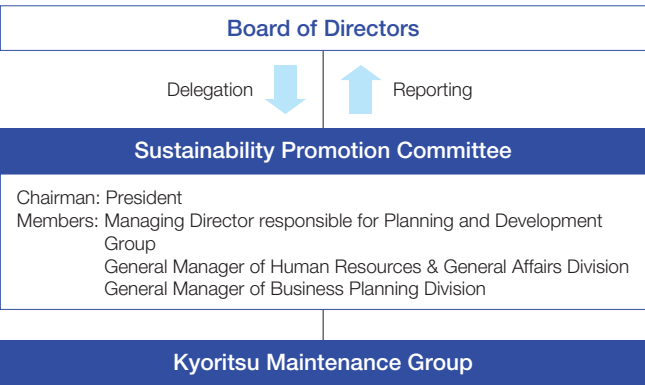 Board of Directors
Delegation
Reporting
Sustainability Promotion Committee
Chairman: President
Members: Managing Director responsible for Planning and Development
Group
General Manager of Human Resources & General Affairs Division
General Manager of Business Planning Division
Kyoritsu Maintenance Group